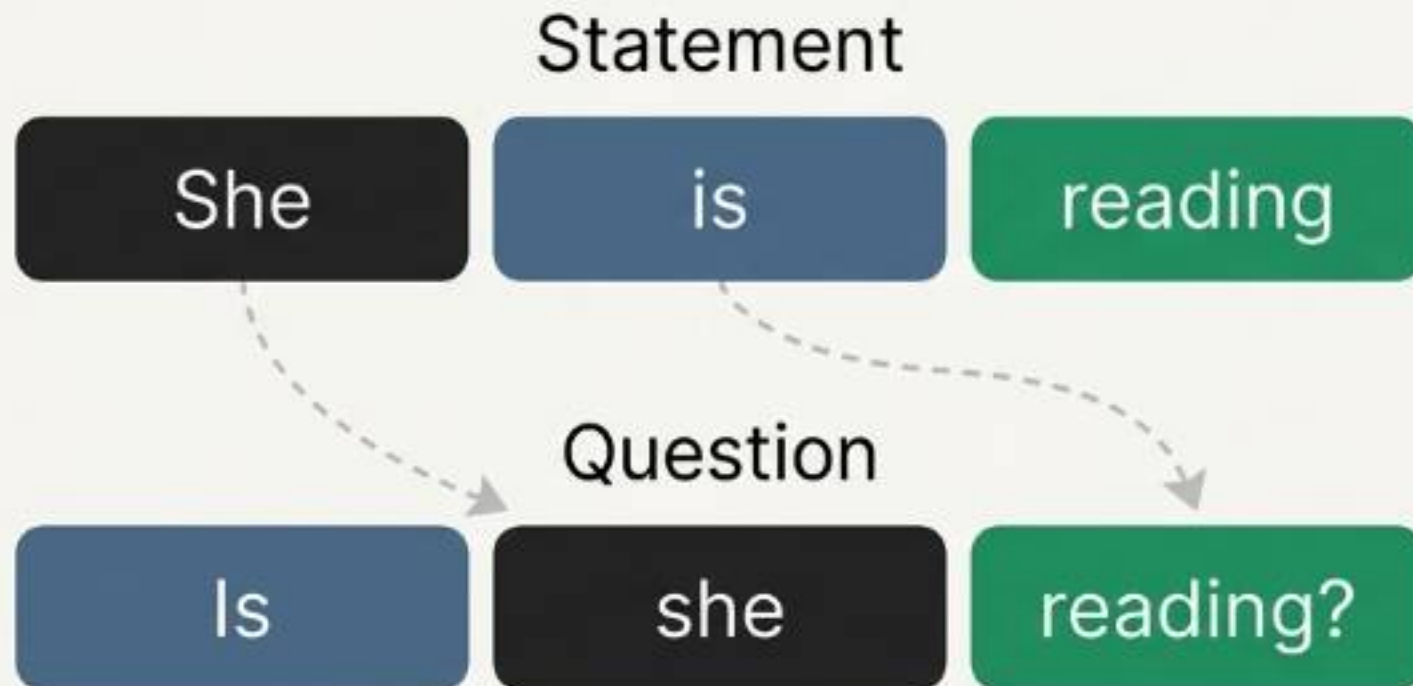 Statement
She is reading
Question
Is she reading?